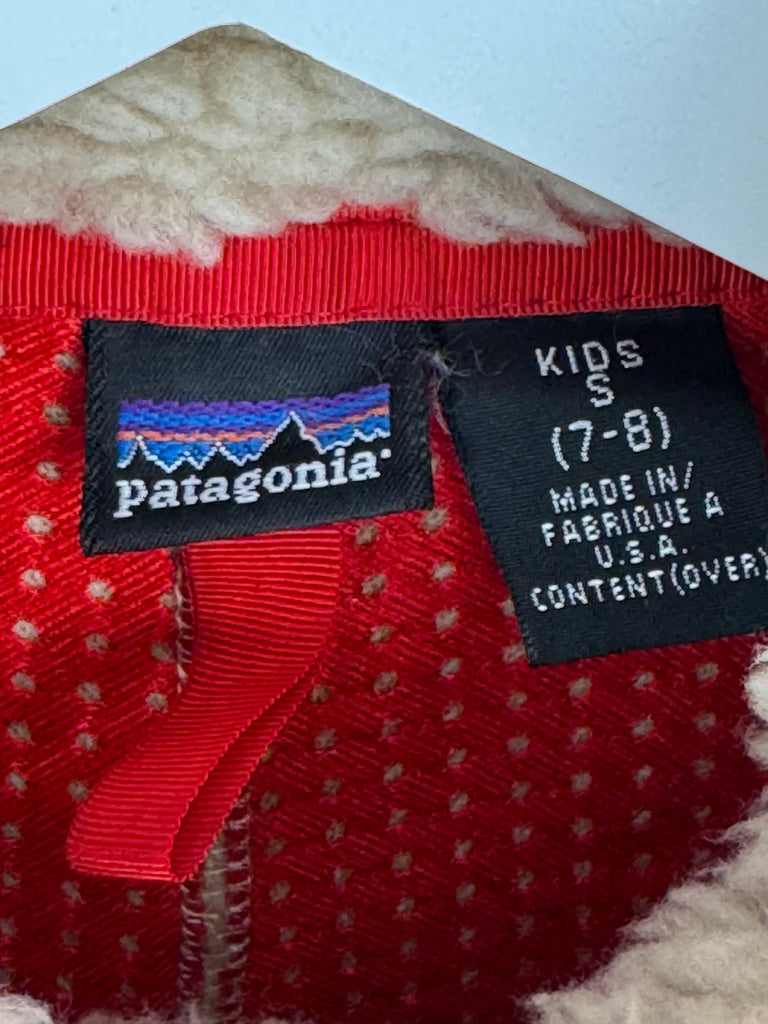 patagonia
KIDS
S
(7-8)
MADE IN/
FABRIQUE A
U.S.A.
CONTENT(OVER)